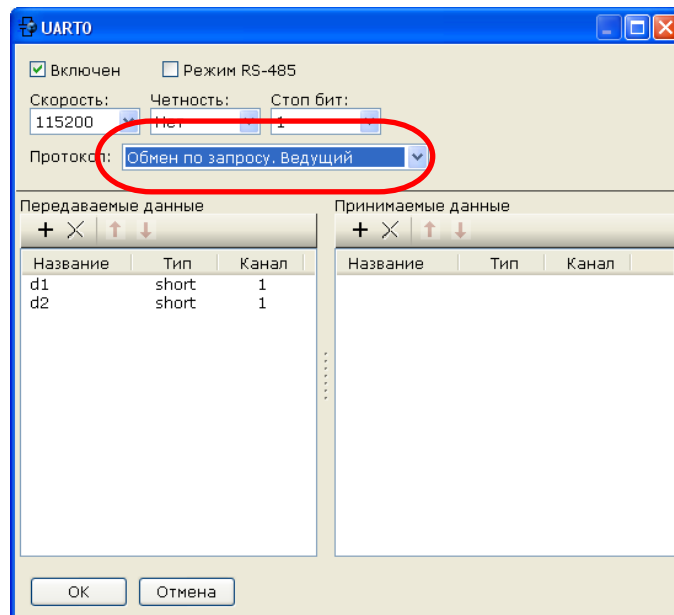 UART0
Включен Режим RS-485
Скорость: Четность: Стоп бит:
115200 Нет 1
Протокол: Обмен по запросу. Ведущий
Передаваемые данные Принимаемые данные
Название Тип Канал Название Тип Канал
d1 short 1
d2 short 1
OK Отмена